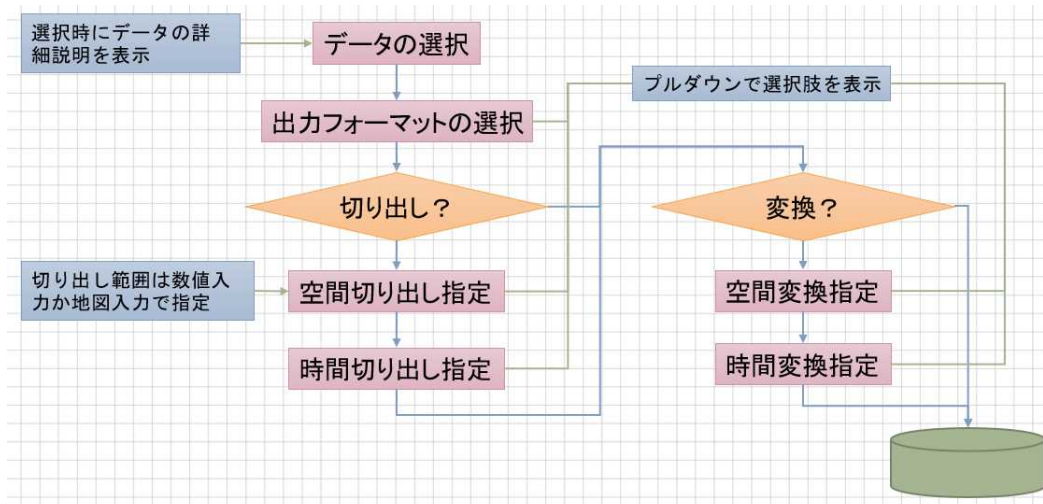 選択時にデータの詳
細説明を表示
データの選択
プルダウンで選択肢を表示
出力フォーマットの選択
切り出し？
変換？
切り出し範囲は数値入
力か地図入力で指定
空間切り出し指定
空間変換指定
時間切り出し指定
時間変換指定